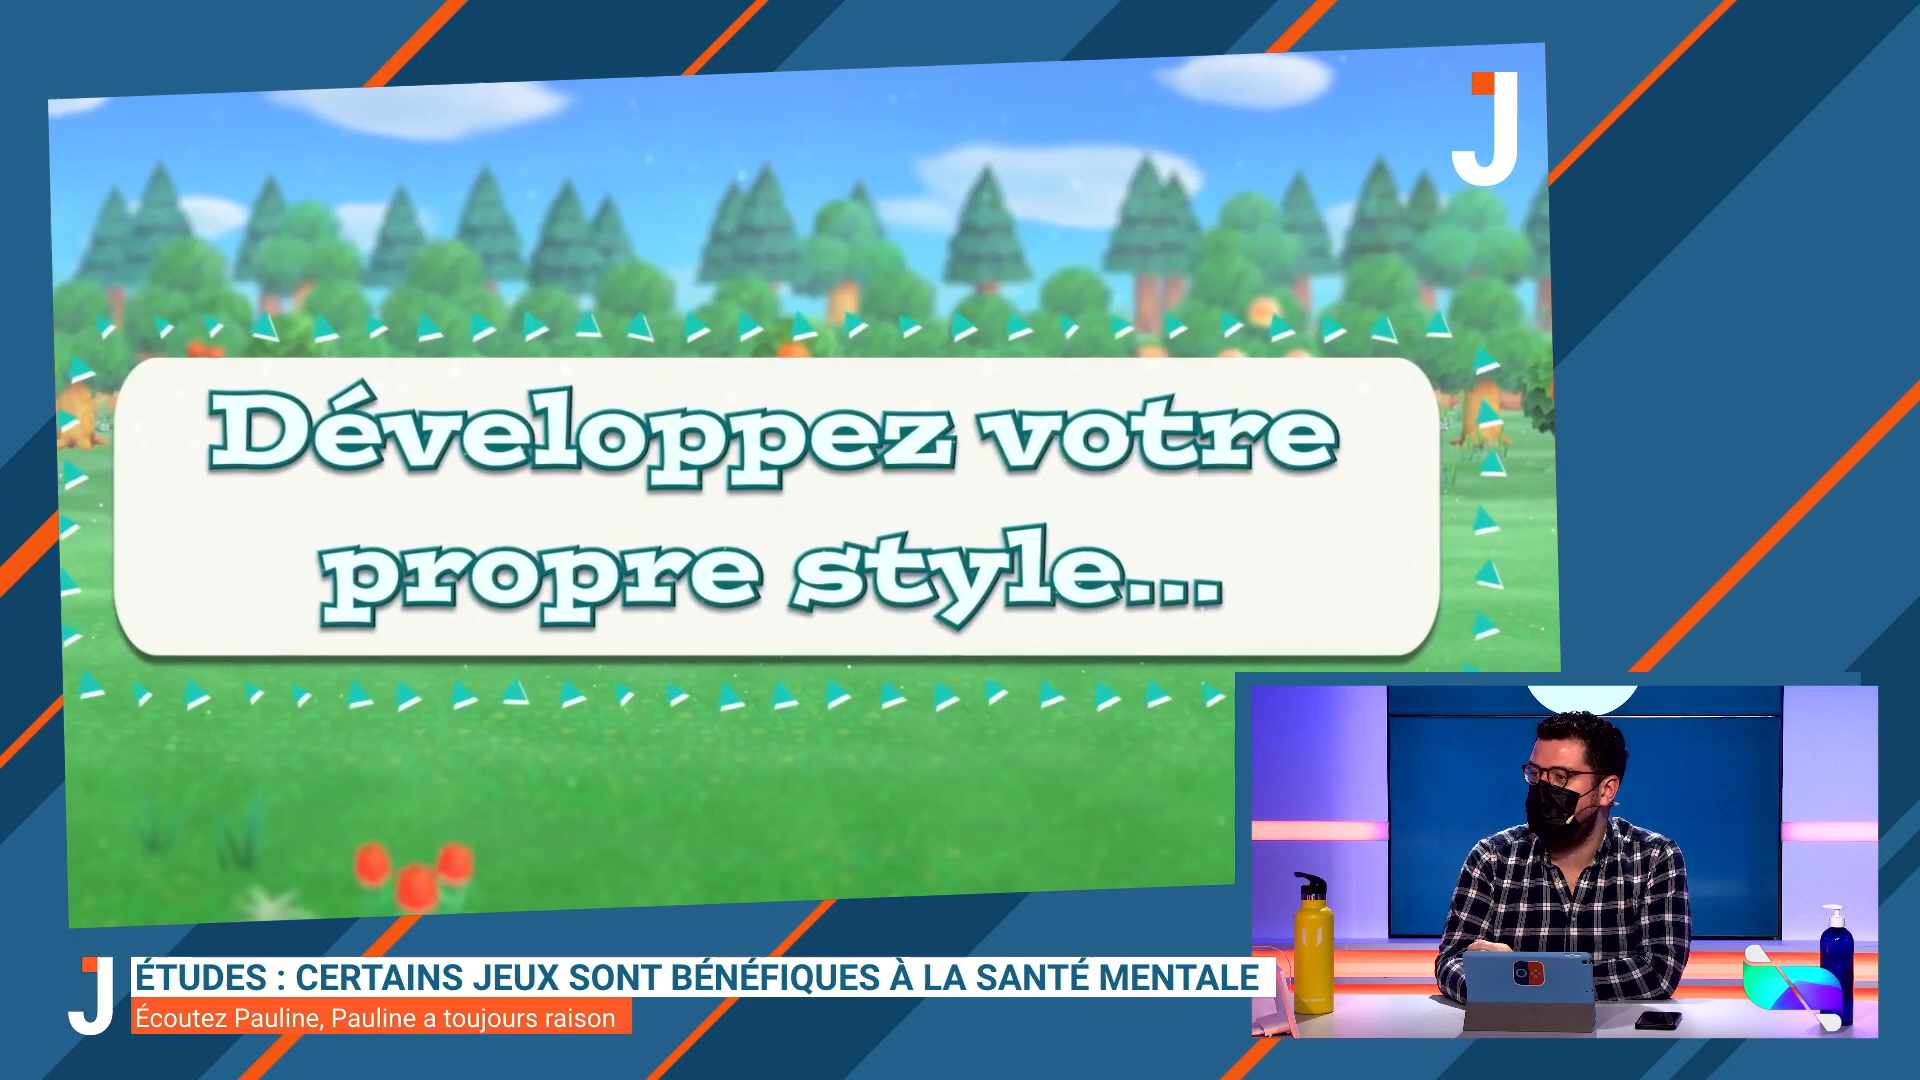 J
Développez votre
propre style...
J
ÉTUDES : CERTAINS JEUX SONT BÉNÉFIQUES À LA SANTÉ MENTALE
Écoutez Pauline, Pauline a toujours raison